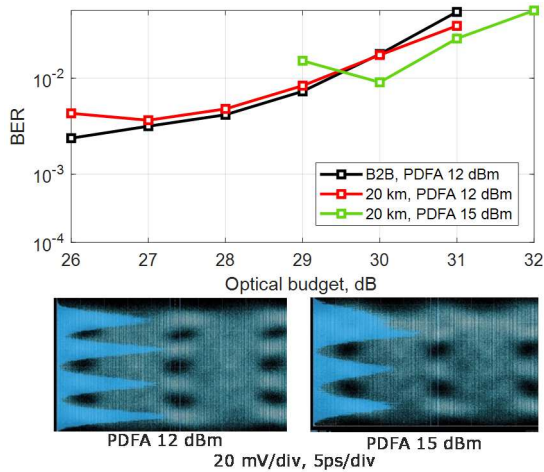 BER
10-2
10-3
10-4
B2B, PDFA 12 dBm
20 km, PDFA 12 dBm
20 km, PDFA 15 dBm
26 27 28 29 30 31 32
Optical budget, dB
PDFA 12 dBm PDFA 15 dBm
20 mV/div, 5ps/div